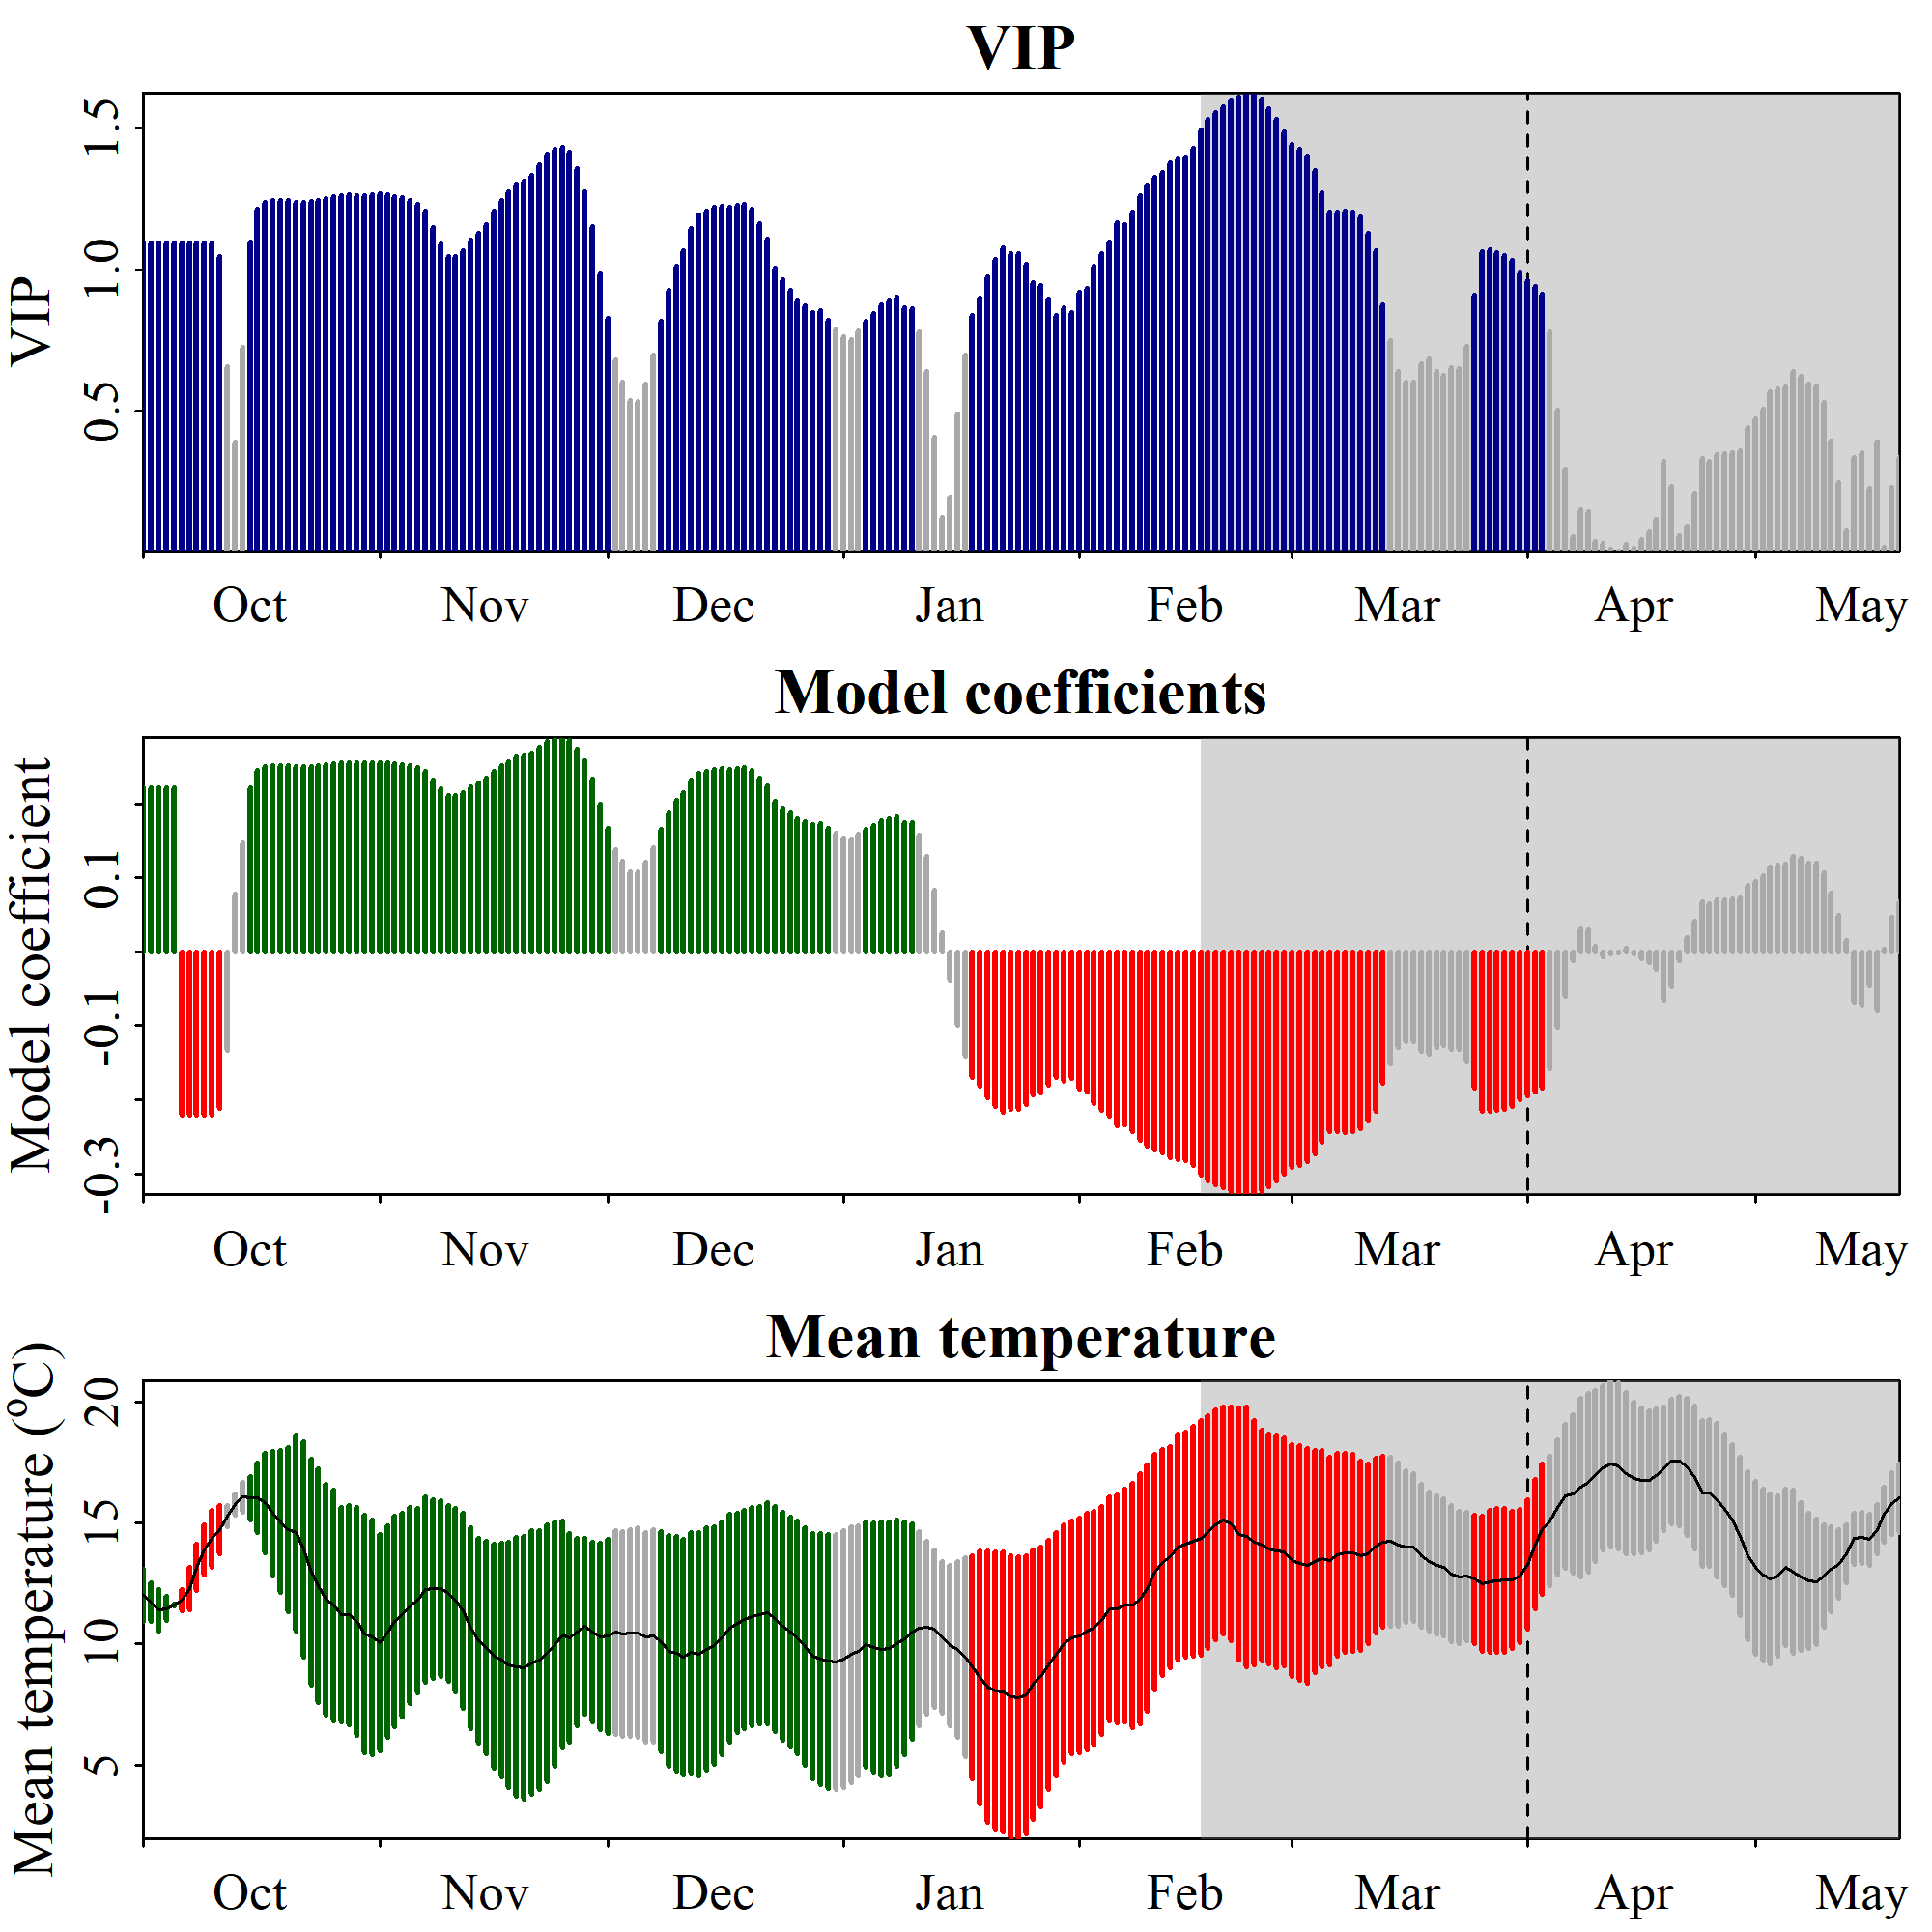 VIP
VIP
1.5
1.0
0.5
Oct Nov Dec Jan Feb Mar Apr May
Model coefficients
Model coefficient
0.1
-0.1
-0.3
Oct Nov Dec Jan Feb Mar Apr May
Mean temperature
Mean temperature (ºC)
20
15
10
5
Oct Nov Dec Jan Feb Mar Apr May